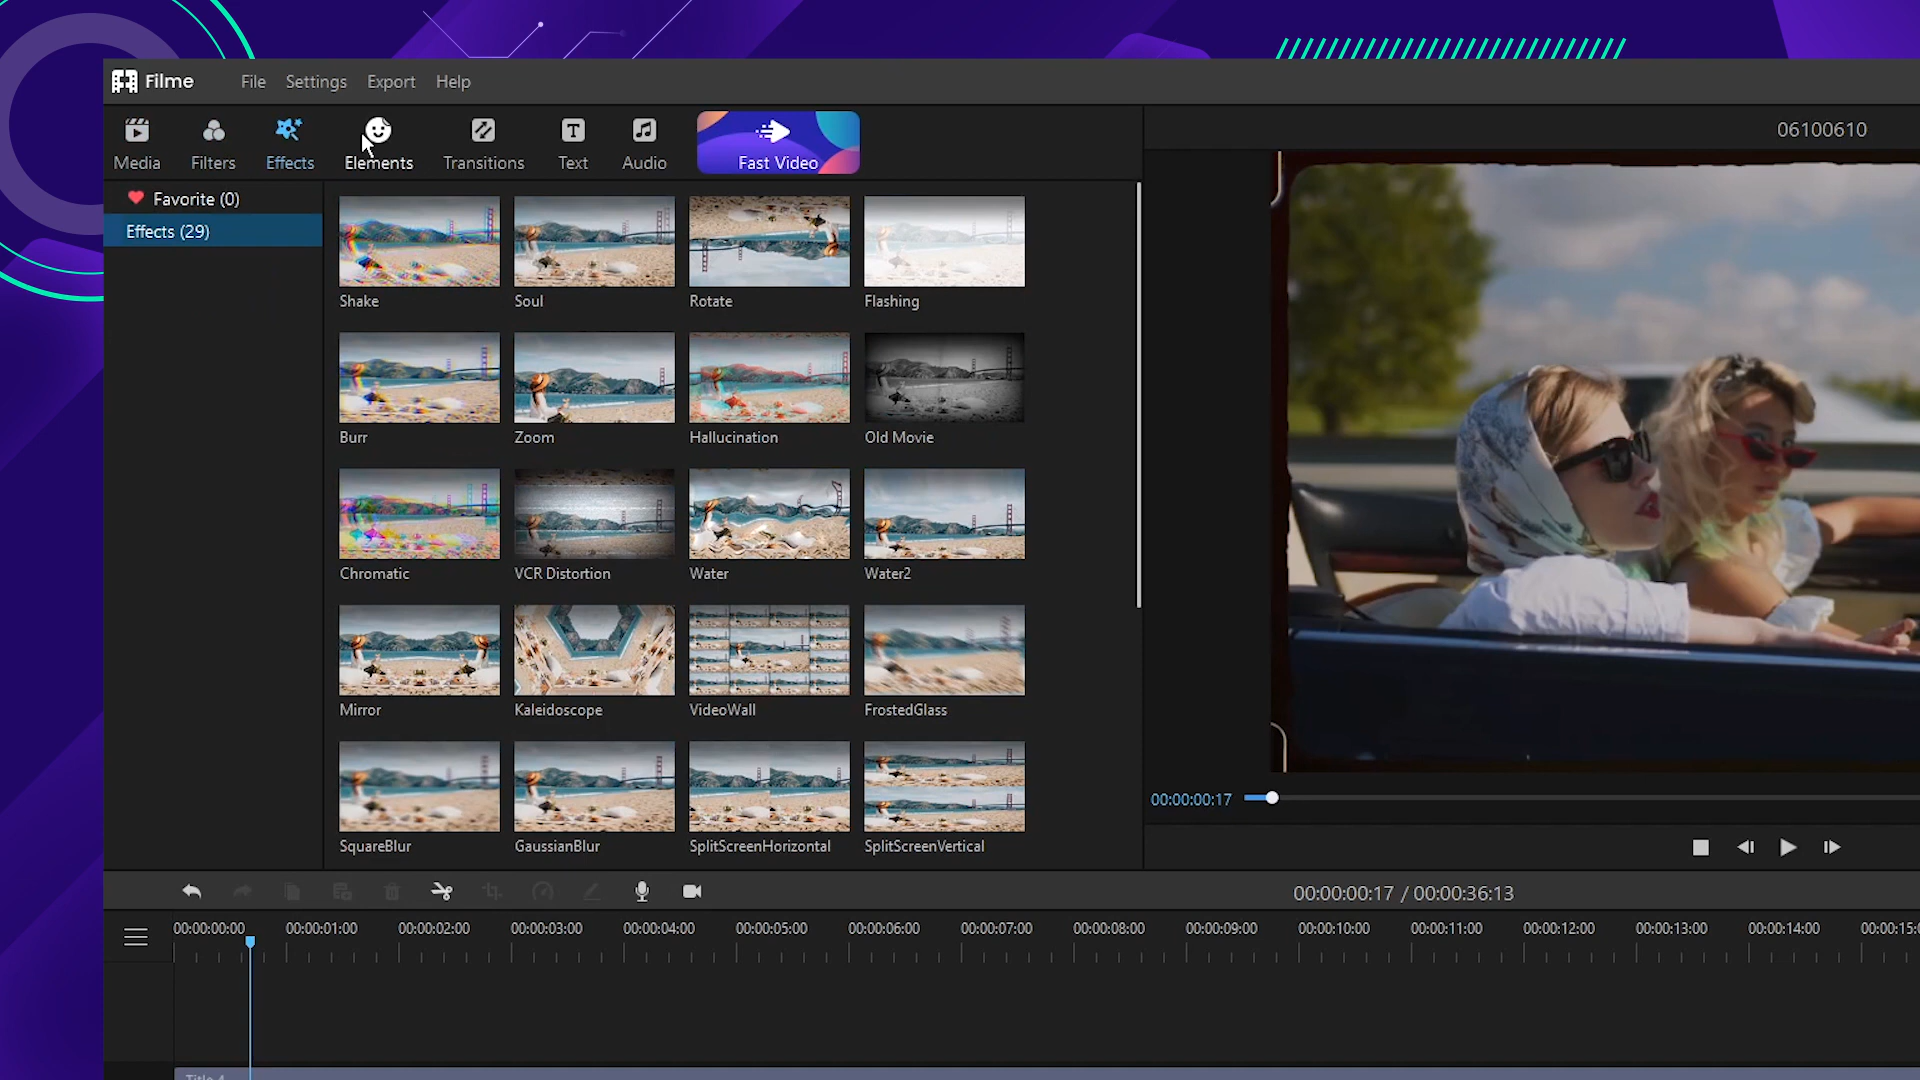 Filme File Settings Export Help
Media Filters Effects Elements Transitions Text Audio Fast Video
06100610
Favorite (0)
Effects (29)
Shake Soul Rotate Flashing
Burr Zoom Hallucination Old Movie
Chromatic VCR Distortion Water Water2
Mirror Kaleidoscope VideoWall FrostedGlass
SquareBlur GaussianBlur SplitScreenHorizontal SplitScreenVertical
00:00:00:17
00:00:00:17 / 00:00:36:13
00:00:00:00 00:00:01:00 00:00:02:00 00:00:03:00 00:00:04:00 00:00:05:00 00:00:06:00 00:00:07:00 00:00:08:00 00:00:09:00 00:00:10:00 00:00:11:00 00:00:12:00 00:00:13:00 00:00:14:00 00:00:15: